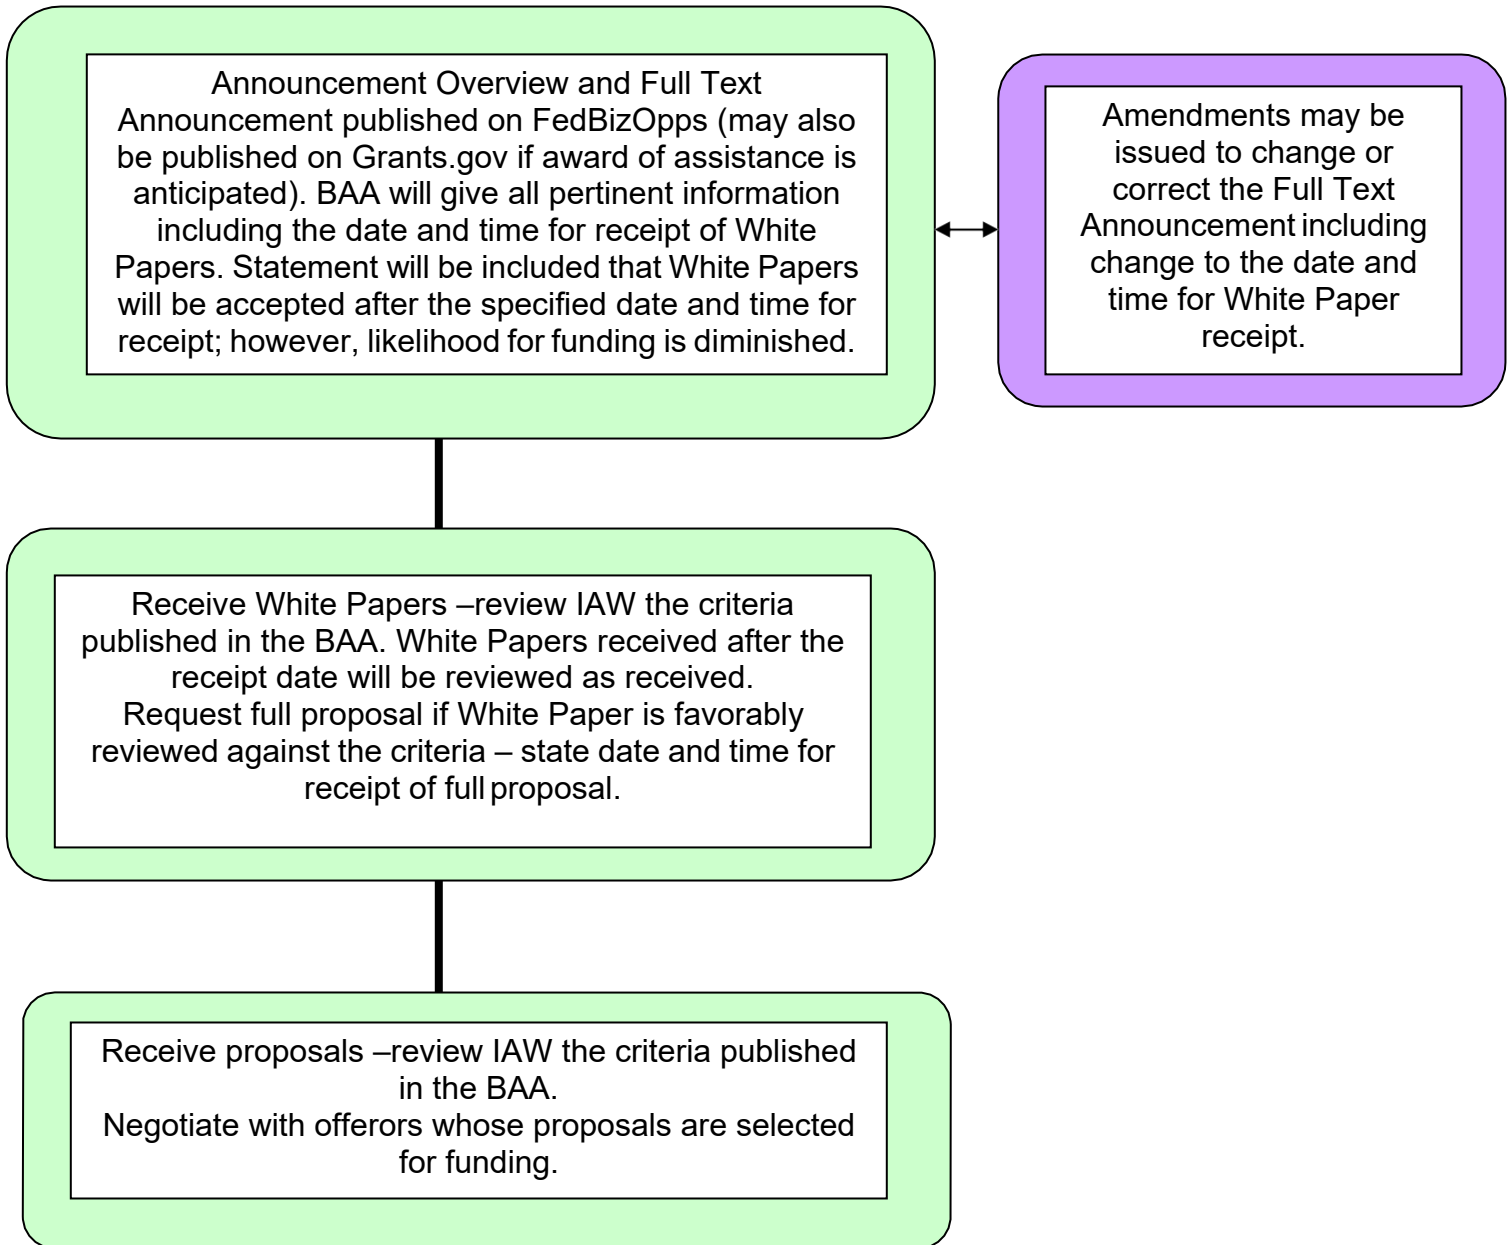 Announcement Overview and Full Text
Announcement published on FedBizOpps (may also
be published on Grants.gov if award of assistance is
anticipated). BAA will give all pertinent information
including the date and time for receipt of White
Papers. Statement will be included that White Papers
will be accepted after the specified date and time for
receipt; however, likelihood for funding is diminished.
Amendments may be
issued to change or
correct the Full Text
Announcement including
change to the date and
time for White Paper
receipt.
Receive White Papers –review IAW the criteria
published in the BAA. White Papers received after the
receipt date will be reviewed as received.
Request full proposal if White Paper is favorably
reviewed against the criteria – state date and time for
receipt of full proposal.
Receive proposals –review IAW the criteria published
in the BAA.
Negotiate with offerors whose proposals are selected
for funding.